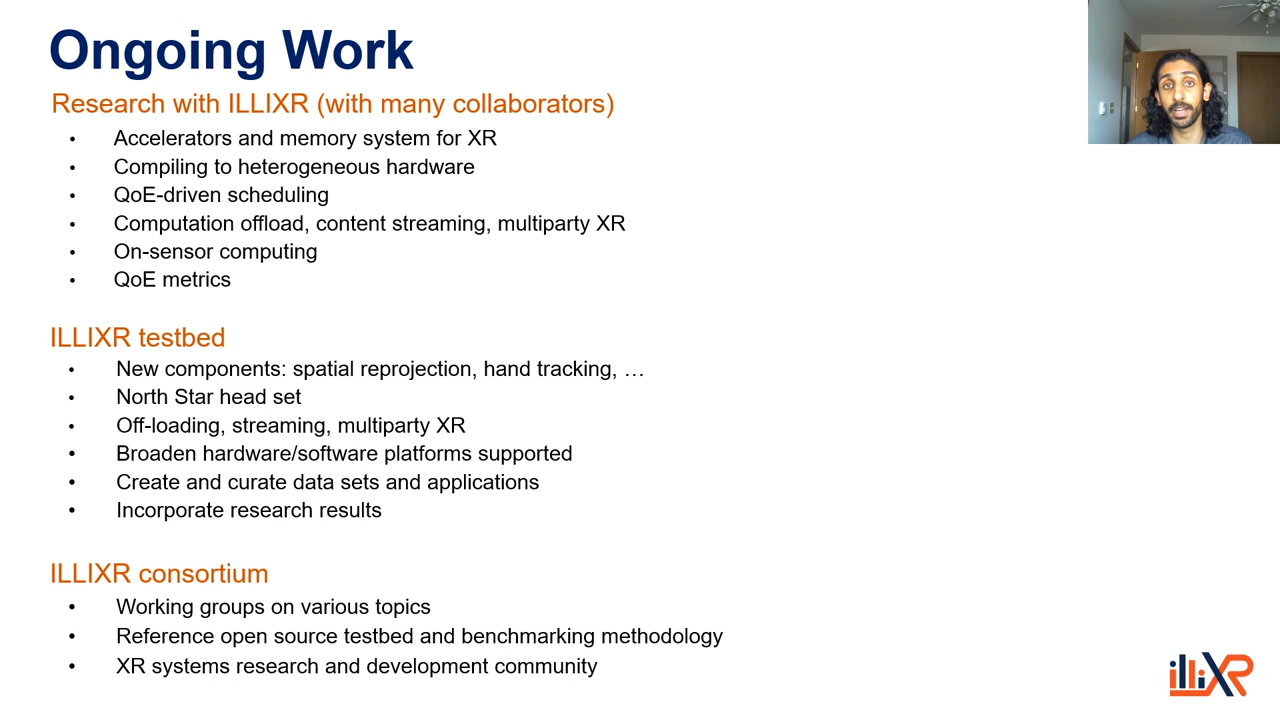 Ongoing Work
Research with ILLIXR (with many collaborators)
• Accelerators and memory system for XR
• Compiling to heterogeneous hardware
• QoE-driven scheduling
• Computation offload, content streaming, multiparty XR
• On-sensor computing
• QoE metrics
ILLIXR testbed
• New components: spatial reprojection, hand tracking, …
• North Star head set
• Off-loading, streaming, multiparty XR
• Broaden hardware/software platforms supported
• Create and curate data sets and applications
• Incorporate research results
ILLIXR consortium
• Working groups on various topics
• Reference open source testbed and benchmarking methodology
• XR systems research and development community
illiXR